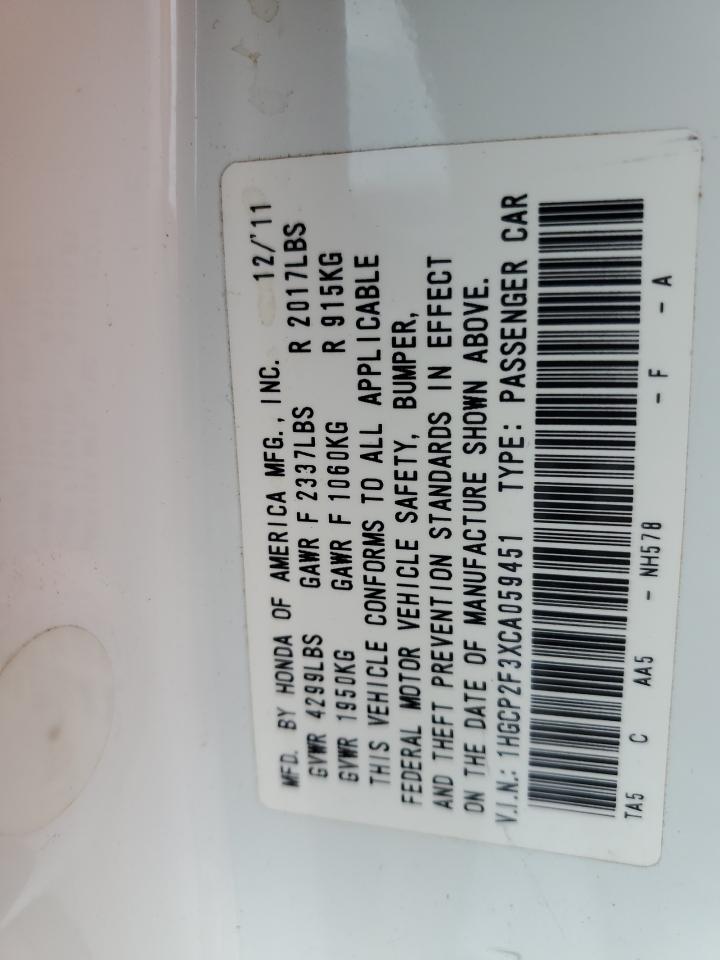 MFD. BY HONDA OF AMERICA MFG., INC. 12/'11
GVWR 4299LBS GAWR F 2337LBS R 2017LBS
GVWR 1950KG GAWR F 1060KG R 915KG
THIS VEHICLE CONFORMS TO ALL APPLICABLE
FEDERAL MOTOR VEHICLE SAFETY, BUMPER,
AND THEFT PREVENTION STANDARDS IN EFFECT
ON THE DATE OF MANUFACTURE SHOWN ABOVE.
V.I.N.: 1HGCP2F3XCA059451 TYPE: PASSENGER CAR
TA5 C AA5 - NH578 - F - A